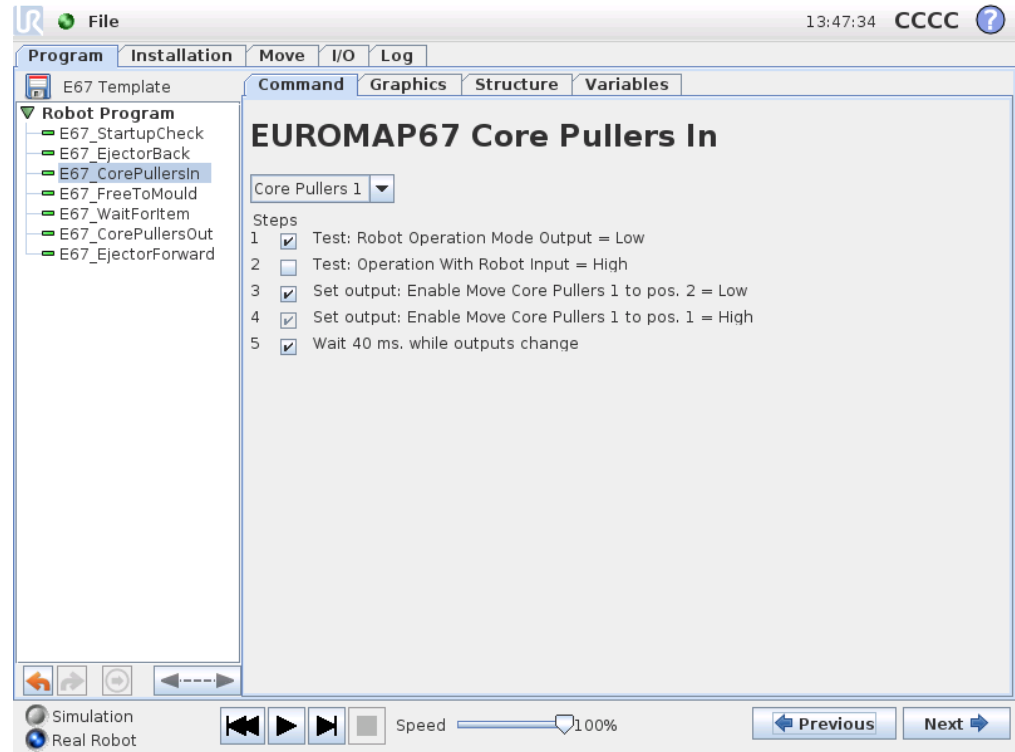 UR File 13:47:34 CCCC ?
Program Installation Move I/O Log
E67 Template
Command Graphics Structure Variables
Robot Program
E67_StartupCheck
E67_EjectorBack
E67_CorePullersIn
E67_FreeToMould
E67_WaitForItem
E67_CorePullersOut
E67_EjectorForward
EUROMAP67 Core Pullers In
Core Pullers 1
Steps
1 Test: Robot Operation Mode Output = Low
2 Test: Operation With Robot Input = High
3 Set output: Enable Move Core Pullers 1 to pos. 2 = Low
4 Set output: Enable Move Core Pullers 1 to pos. 1 = High
5 Wait 40 ms. while outputs change
Simulation
Real Robot
Speed 100%
Previous Next